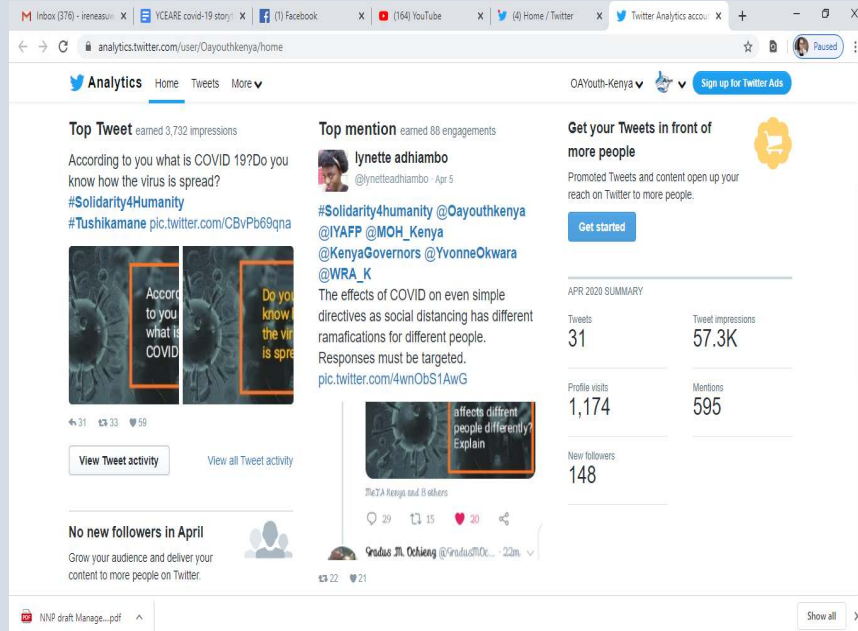 Inbox (376) - ireneasuw
YCEARE covid-19 story
(1) Facebook
(164) YouTube
(4) Home / Twitter
Twitter Analytics accou
analytics.twitter.com/user/Oayouthkenya/home
Paused
Analytics Home Tweets More
OAYouth-Kenya
Sign up for Twitter Ads
Top Tweet earned 3,732 impressions
According to you what is COVID 19?Do you
know how the virus is spread?
#Solidarity4Humanity
#Tushikamane pic.twitter.com/CBvPb69qna
Accord
to you
what is
COVID
Do you
know
the vir
is spre
31 33 59
View Tweet activity
View all Tweet activity
No new followers in April
Grow your audience and deliver your
content to more people on Twitter.
Top mention earned 88 engagements
lynette adhiambo
@lynetteadhiambo · Apr 5
#Solidarity4humanity @Oayouthkenya
@IYAFP @MOH_Kenya
@KenyaGovernors @YvonneOkwara
@WRA_K
The effects of COVID on even simple
directives as social distancing has different
ramafications for different people.
Responses must be targeted.
pic.twitter.com/4wnObS1AwG
affects diffrent
people differently?
Explain
MeTA Kenya and 8 others
29 15 20
Gradus M. Ochieng @GradusMOc... · 22m
22 21
Get your Tweets in front of
more people
Promoted Tweets and content open up your
reach on Twitter to more people.
Get started
APR 2020 SUMMARY
Tweets
31
Tweet impressions
57.3K
Profile visits
1,174
Mentions
595
New followers
148
PDF
NNP draft Manage....pdf
Show all